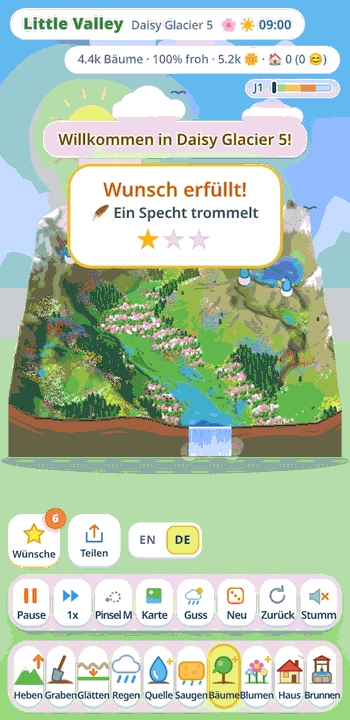 Little Valley Daisy Glacier 5 🌸 ☀️ 09:00
4.4k Bäume · 100% froh · 5.2k 🌼 · 🏠 0 (0 😊)
J1
Willkommen in Daisy Glacier 5!
Wunsch erfüllt!
🪶 Ein Specht trommelt
6
Wünsche
Teilen
EN DE
Pause 1x Pinsel M Karte Guss Neu Zurück Stumm
Heben Graben Glätten Regen Quelle Saugen Bäume Blumen Haus Brunnen